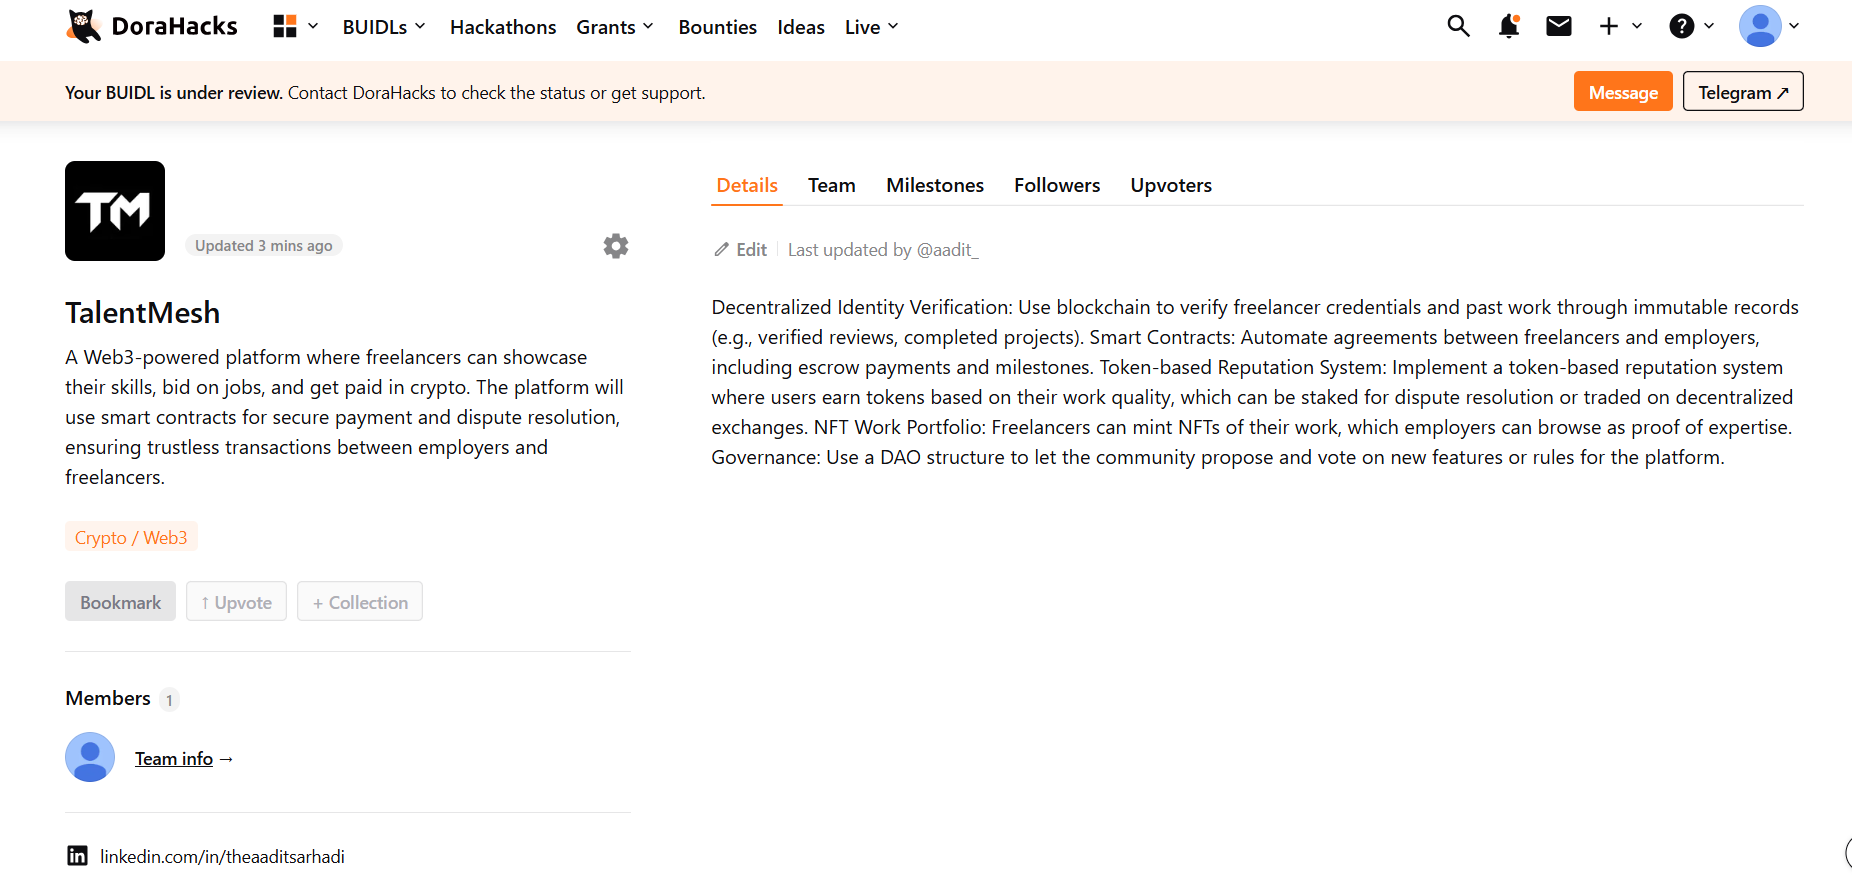 DoraHacks BUIDLs Hackathons Grants Bounties Ideas Live
Your BUIDL is under review. Contact DoraHacks to check the status or get support. Message Telegram ↗
TM
Updated 3 mins ago
TalentMesh
A Web3-powered platform where freelancers can showcase
their skills, bid on jobs, and get paid in crypto. The platform will
use smart contracts for secure payment and dispute resolution,
ensuring trustless transactions between employers and
freelancers.
Crypto / Web3
Bookmark ↑ Upvote + Collection
Members 1
Team info →
linkedin.com/in/theaaditsarhadi
Details Team Milestones Followers Upvoters
Edit Last updated by @aadit_
Decentralized Identity Verification: Use blockchain to verify freelancer credentials and past work through immutable records
(e.g., verified reviews, completed projects). Smart Contracts: Automate agreements between freelancers and employers,
including escrow payments and milestones. Token-based Reputation System: Implement a token-based reputation system
where users earn tokens based on their work quality, which can be staked for dispute resolution or traded on decentralized
exchanges. NFT Work Portfolio: Freelancers can mint NFTs of their work, which employers can browse as proof of expertise.
Governance: Use a DAO structure to let the community propose and vote on new features or rules for the platform.